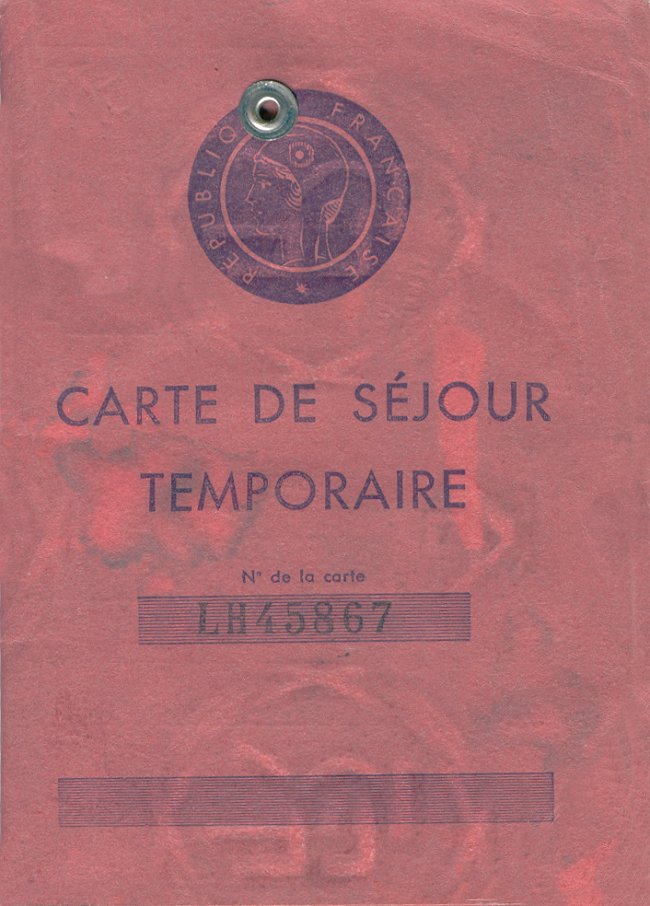 RÉPUBLIQUE FRANÇAISE
CARTE DE SÉJOUR
TEMPORAIRE
N° de la carte
LH45867